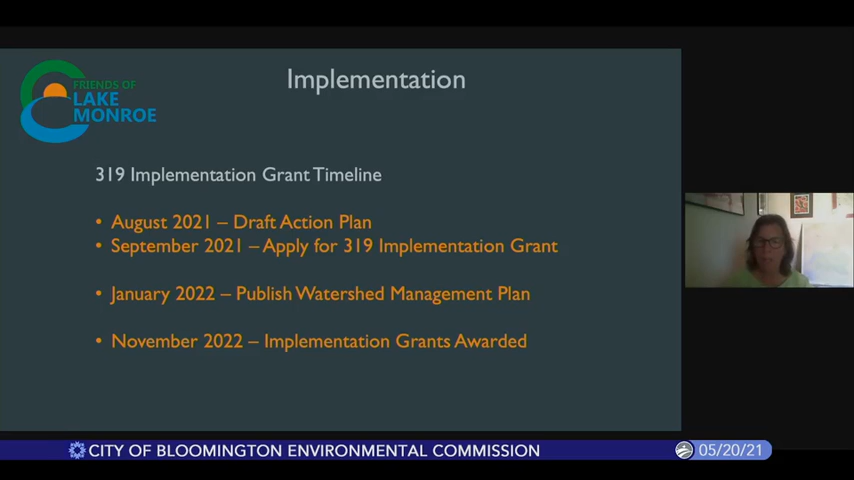 FRIENDS OF
LAKE
MONROE
Implementation
319 Implementation Grant Timeline
• August 2021 – Draft Action Plan
• September 2021 – Apply for 319 Implementation Grant
• January 2022 – Publish Watershed Management Plan
• November 2022 – Implementation Grants Awarded
CITY OF BLOOMINGTON ENVIRONMENTAL COMMISSION
05/20/21